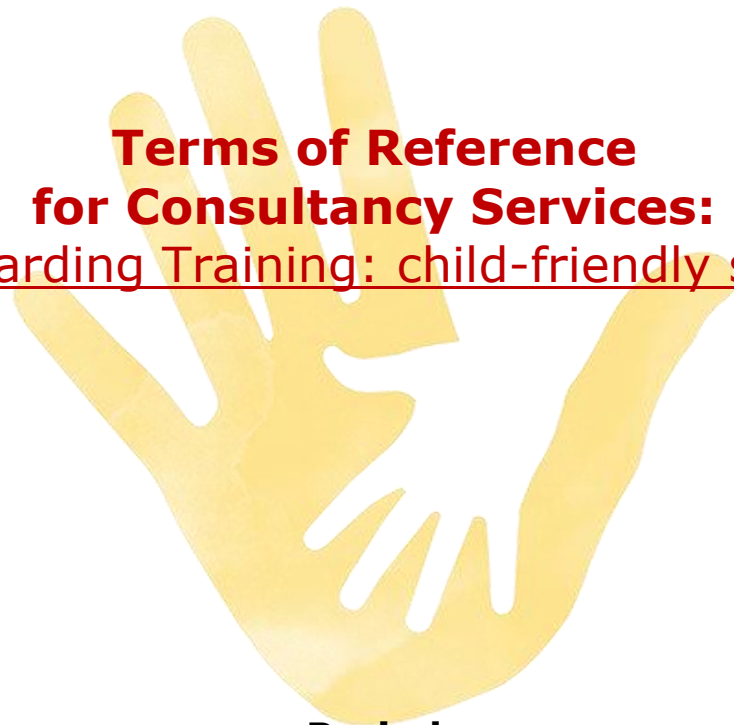 Terms of Reference
for Consultancy Services:
arding Training: child-friendly s